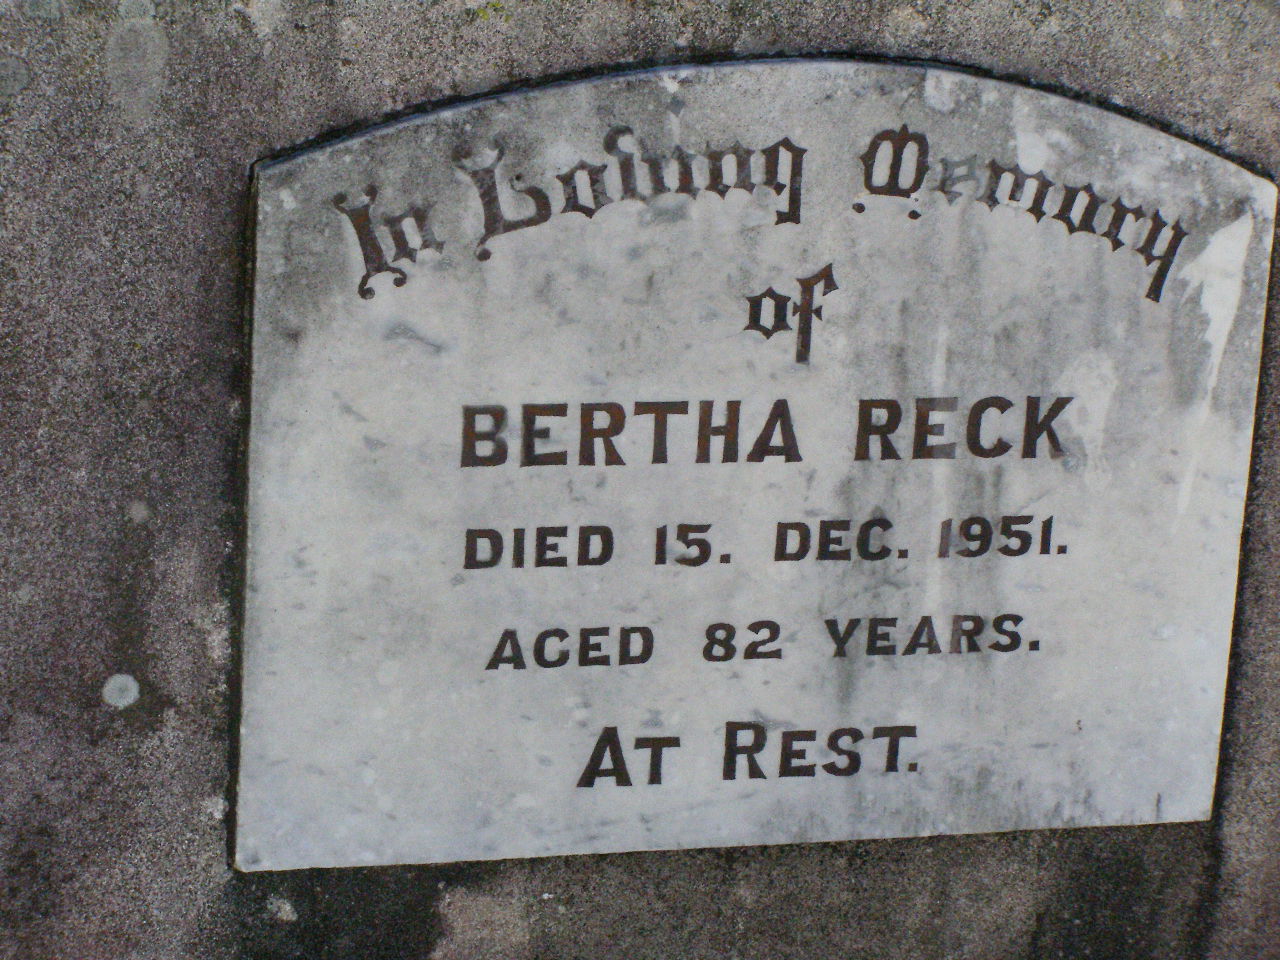 In Loving Memory
of
BERTHA RECK
DIED 15. DEC. 1951.
AGED 82 YEARS.
AT REST.